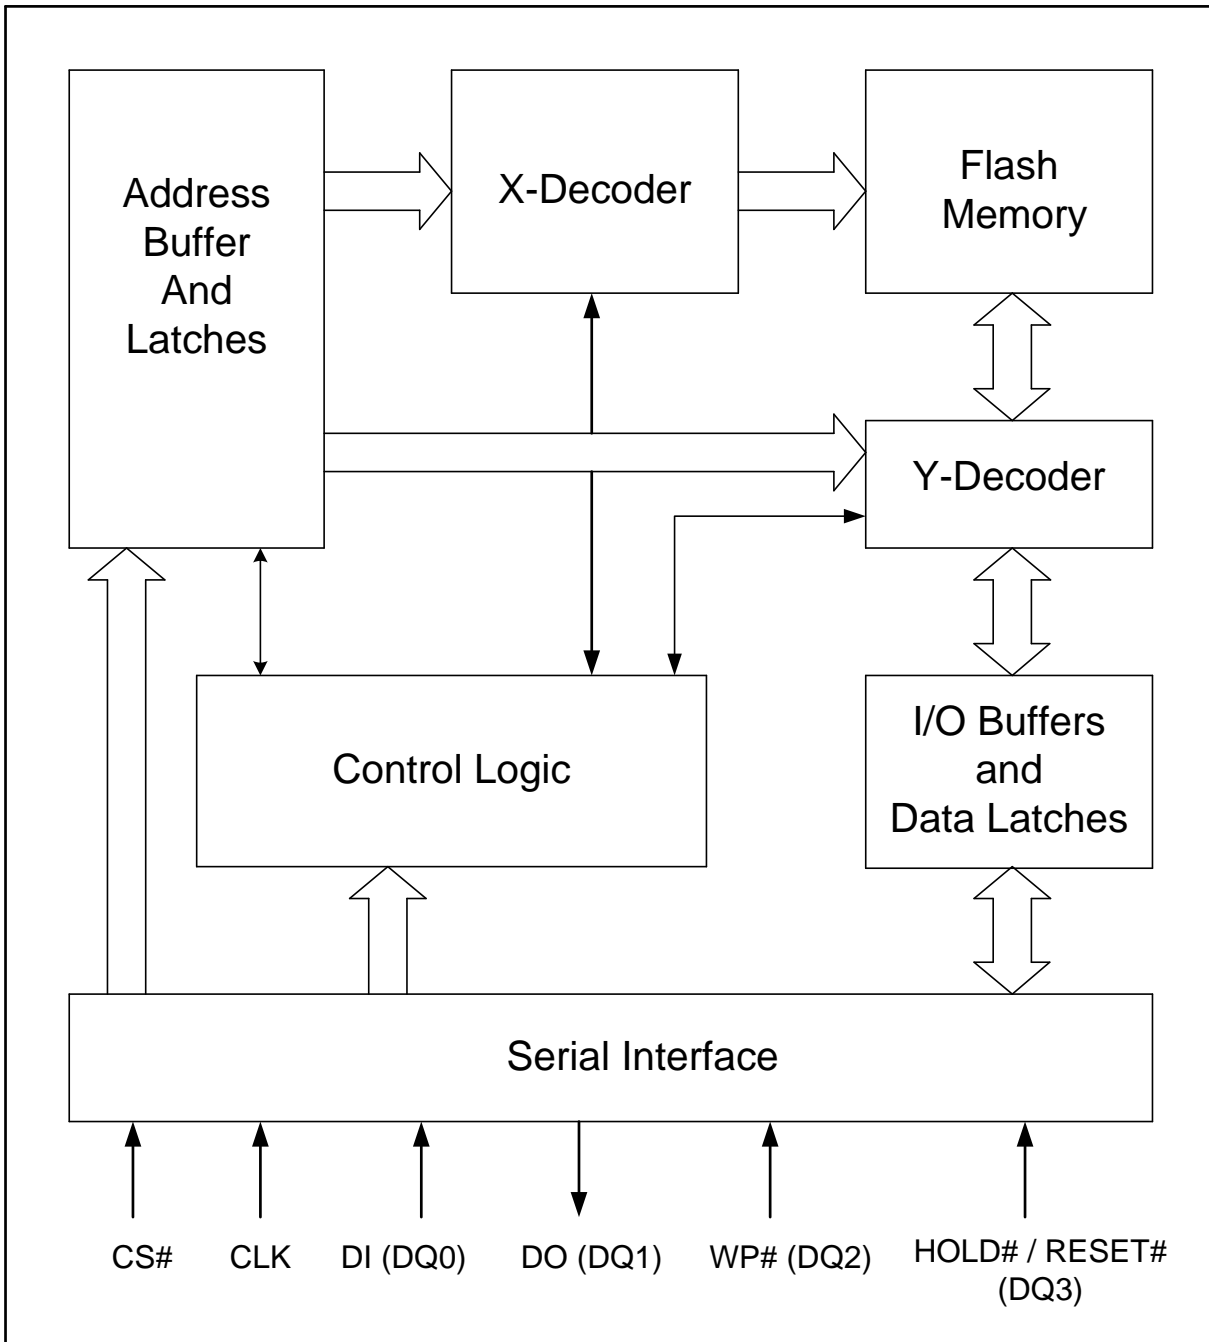 Address
Buffer
And
Latches
X-Decoder
Flash
Memory
Y-Decoder
Control Logic
I/O Buffers
and
Data Latches
Serial Interface
CS#
CLK
DI (DQ0)
DO (DQ1)
WP# (DQ2)
HOLD# / RESET#
(DQ3)